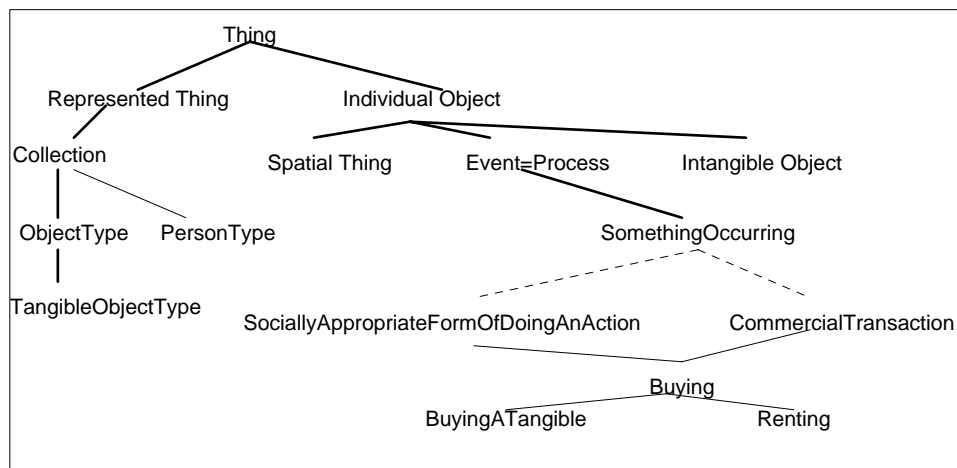 Thing
Represented Thing
Individual Object
Collection
Spatial Thing
Event=Process
Intangible Object
ObjectType
PersonType
SomethingOccurring
TangibleObjectType
SociallyAppropriateFormOfDoingAnAction
CommercialTransaction
Buying
BuyingATangible
Renting